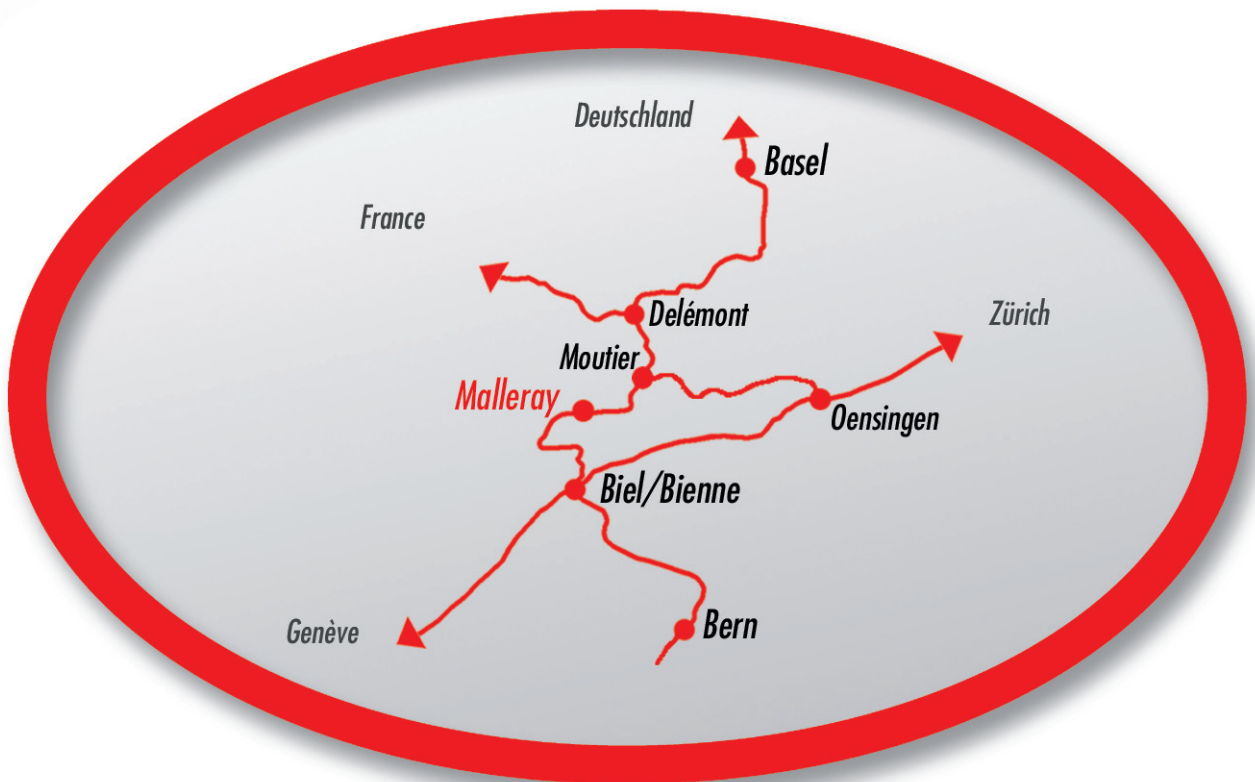 Deutschland
Basel
France
Delémont
Zürich
Moutier
Malleray
Oensingen
Biel/Bienne
Genève
Bern